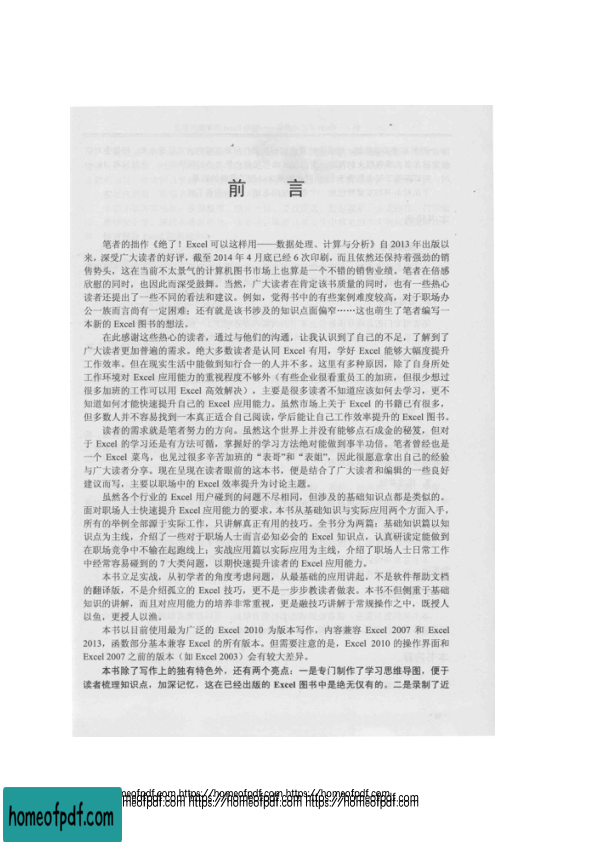 前 言
笔者的拙作《绝了！Excel 可以这样用——数据处理、计算与分析》自 2013 年出版以
来，深受广大读者的好评，截至 2014 年 4 月底已经 6 次印刷，而且依然还保持着强劲的销
售势头，这在当前不太景气的计算机图书市场上也算是一个不错的销售业绩。笔者在倍感
欣慰的同时，也因此而深受鼓舞。当然，广大读者在肯定该书质量的同时，也有一些热心
读者还提出了一些不同的看法和建议。例如，觉得书中的有些案例难度较高，对于职场办
公一族而言尚有一定困难；还有就是该书涉及的知识点面偏窄……这也萌生了笔者编写一
本新的 Excel 图书的想法。
在此感谢这些热心的读者，通过与他们的沟通，让我认识到了自己的不足，了解到了
广大读者更加普遍的需求。绝大多数读者是认同 Excel 有用，学好 Excel 能够大幅度提升
工作效率。但在现实生活中能做到知行合一的人并不多。这里有多种原因，除了自身所处
工作环境对 Excel 应用能力的重视程度不够外（有些企业很看重员工的加班，但很少想过
很多加班的工作可以用 Excel 高效解决），主要是很多读者不知道应该如何去学习，更不
知道如何才能快速提升自己的 Excel 应用能力。虽然市场上关于 Excel 的书籍已有很多，
但多数人并不容易找到一本真正适合自己阅读，学后能让自己工作效率提升的 Excel 图书。
读者的需求就是笔者努力的方向。虽然这个世界上并没有能够点石成金的秘笈，但对
于 Excel 的学习还是有方法可循，掌握好的学习方法绝对能做到事半功倍。笔者曾经也是
一个 Excel 菜鸟，也见过很多辛苦加班的“表哥”和“表姐”，因此很愿意拿出自己的经验
与广大读者分享。现在呈现在读者眼前的这本书，便是结合了广大读者和编辑的一些良好
建议而写，主要以职场中的 Excel 效率提升为讨论主题。
虽然各个行业的 Excel 用户碰到的问题不尽相同，但涉及的基础知识点都是类似的。
面对职场人士快速提升 Excel 应用能力的要求，本书从基础知识与实际应用两个方面入手，
所有的举例全部源于实际工作，只讲解真正有用的技巧。全书分为两篇：基础知识篇以知
识点为主线，介绍了一些对于职场人士而言必知必会的 Excel 知识点，认真研读定能做到
在职场竞争中不输在起跑线上；实战应用篇以实际应用为主线，介绍了职场人士日常工作
中经常容易碰到的 7 大类问题，以期快速提升读者的 Excel 应用能力。
本书立足实战，从初学者的角度考虑问题，从最基础的应用讲起，不是软件帮助文档
的翻译版，不是介绍孤立的 Excel 技巧，更不是一步步教读者做表。本书不但侧重于基础
知识的讲解，而且对应用能力的培养非常重视，更是融技巧讲解于常规操作之中，既授人
以鱼，更授人以渔。
本书以目前使用最为广泛的 Excel 2010 为版本写作，内容兼容 Excel 2007 和 Excel
2013，函数部分基本兼容 Excel 的所有版本。但需要注意的是，Excel 2010 的操作界面和
Excel 2007 之前的版本（如 Excel 2003）会有较大差异。
本书除了写作上的独有特色外，还有两个亮点：一是专门制作了学习思维导图，便于
读者梳理知识点，加深记忆，这在已经出版的 Excel 图书中是绝无仅有的。二是录制了近
homeofpdf.com https://homeofpdf.com https://homeofpdf.com
homeofpdf.com https://homeofpdf.com https://homeofpdf.com
homeofpdf.com